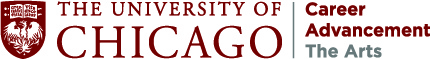 THE UNIVERSITY OF
CHICAGO
Career
Advancement
The Arts